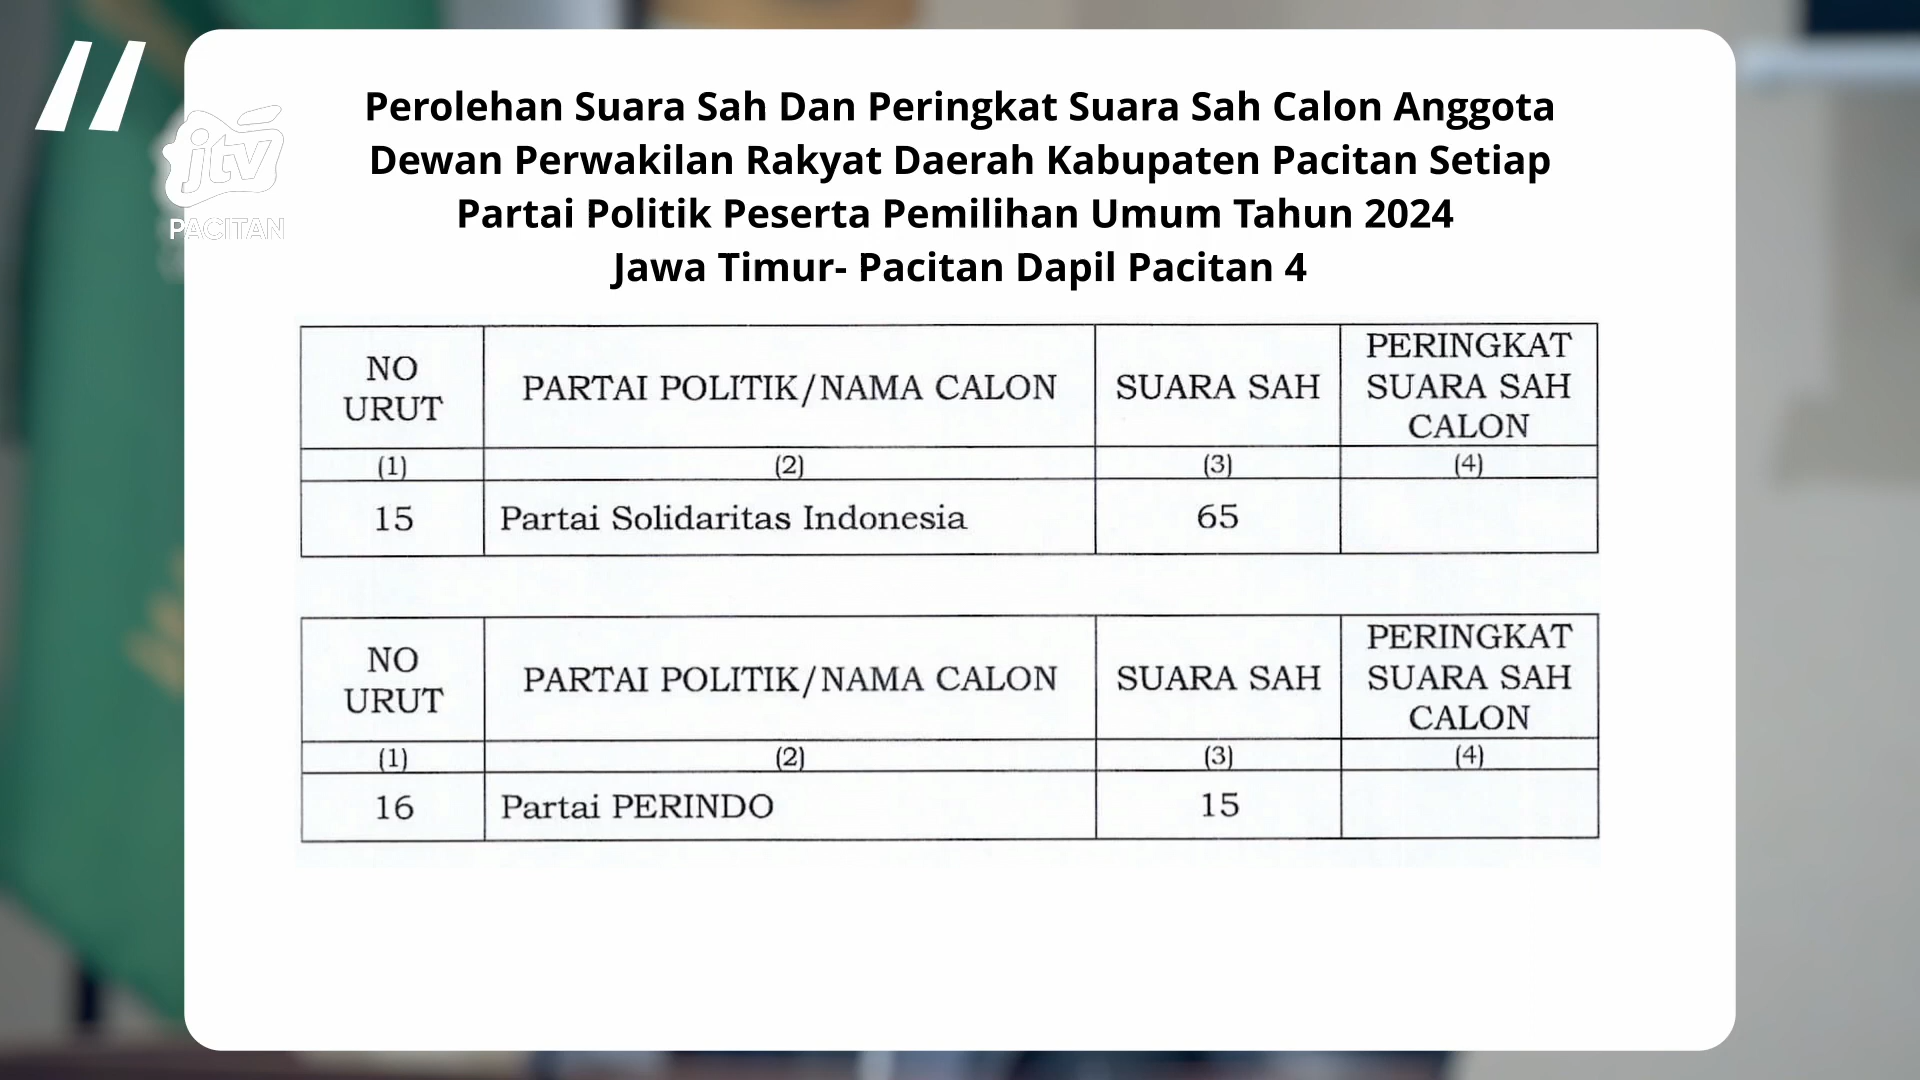 jtv
PACITAN
Perolehan Suara Sah Dan Peringkat Suara Sah Calon Anggota
Dewan Perwakilan Rakyat Daerah Kabupaten Pacitan Setiap
Partai Politik Peserta Pemilihan Umum Tahun 2024
Jawa Timur- Pacitan Dapil Pacitan 4
NO URUT PARTAI POLITIK/NAMA CALON SUARA SAH PERINGKAT SUARA SAH CALON
(1) (2) (3) (4)
15 Partai Solidaritas Indonesia 65
NO URUT PARTAI POLITIK/NAMA CALON SUARA SAH PERINGKAT SUARA SAH CALON
(1) (2) (3) (4)
16 Partai PERINDO 15